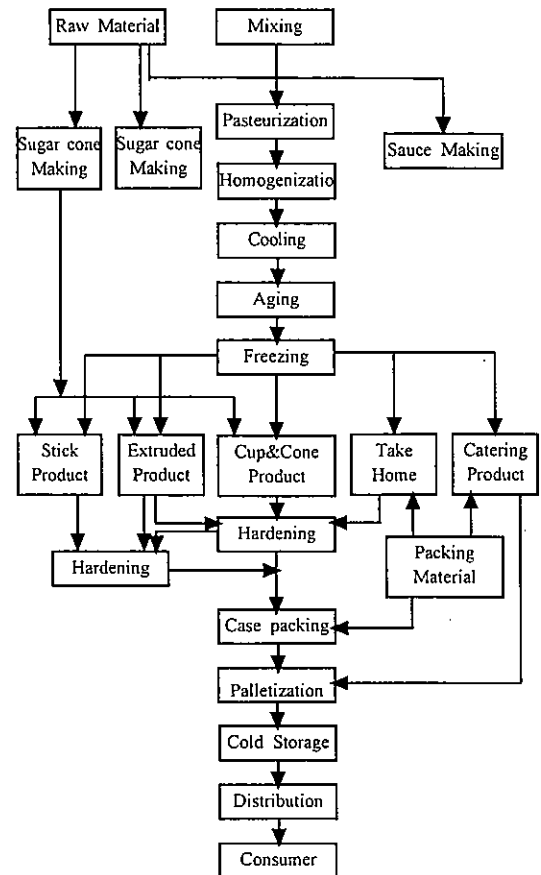 Raw Material
Mixing
Pasteurization
Sugar cone
Making
Sugar cone
Making
Sauce Making
Homogenizatio
Cooling
Aging
Freezing
Stick
Product
Extruded
Product
Cup&Cone
Product
Take
Home
Catering
Product
Hardening
Hardening
Packing
Material
Case packing
Palletization
Cold Storage
Distribution
Consumer